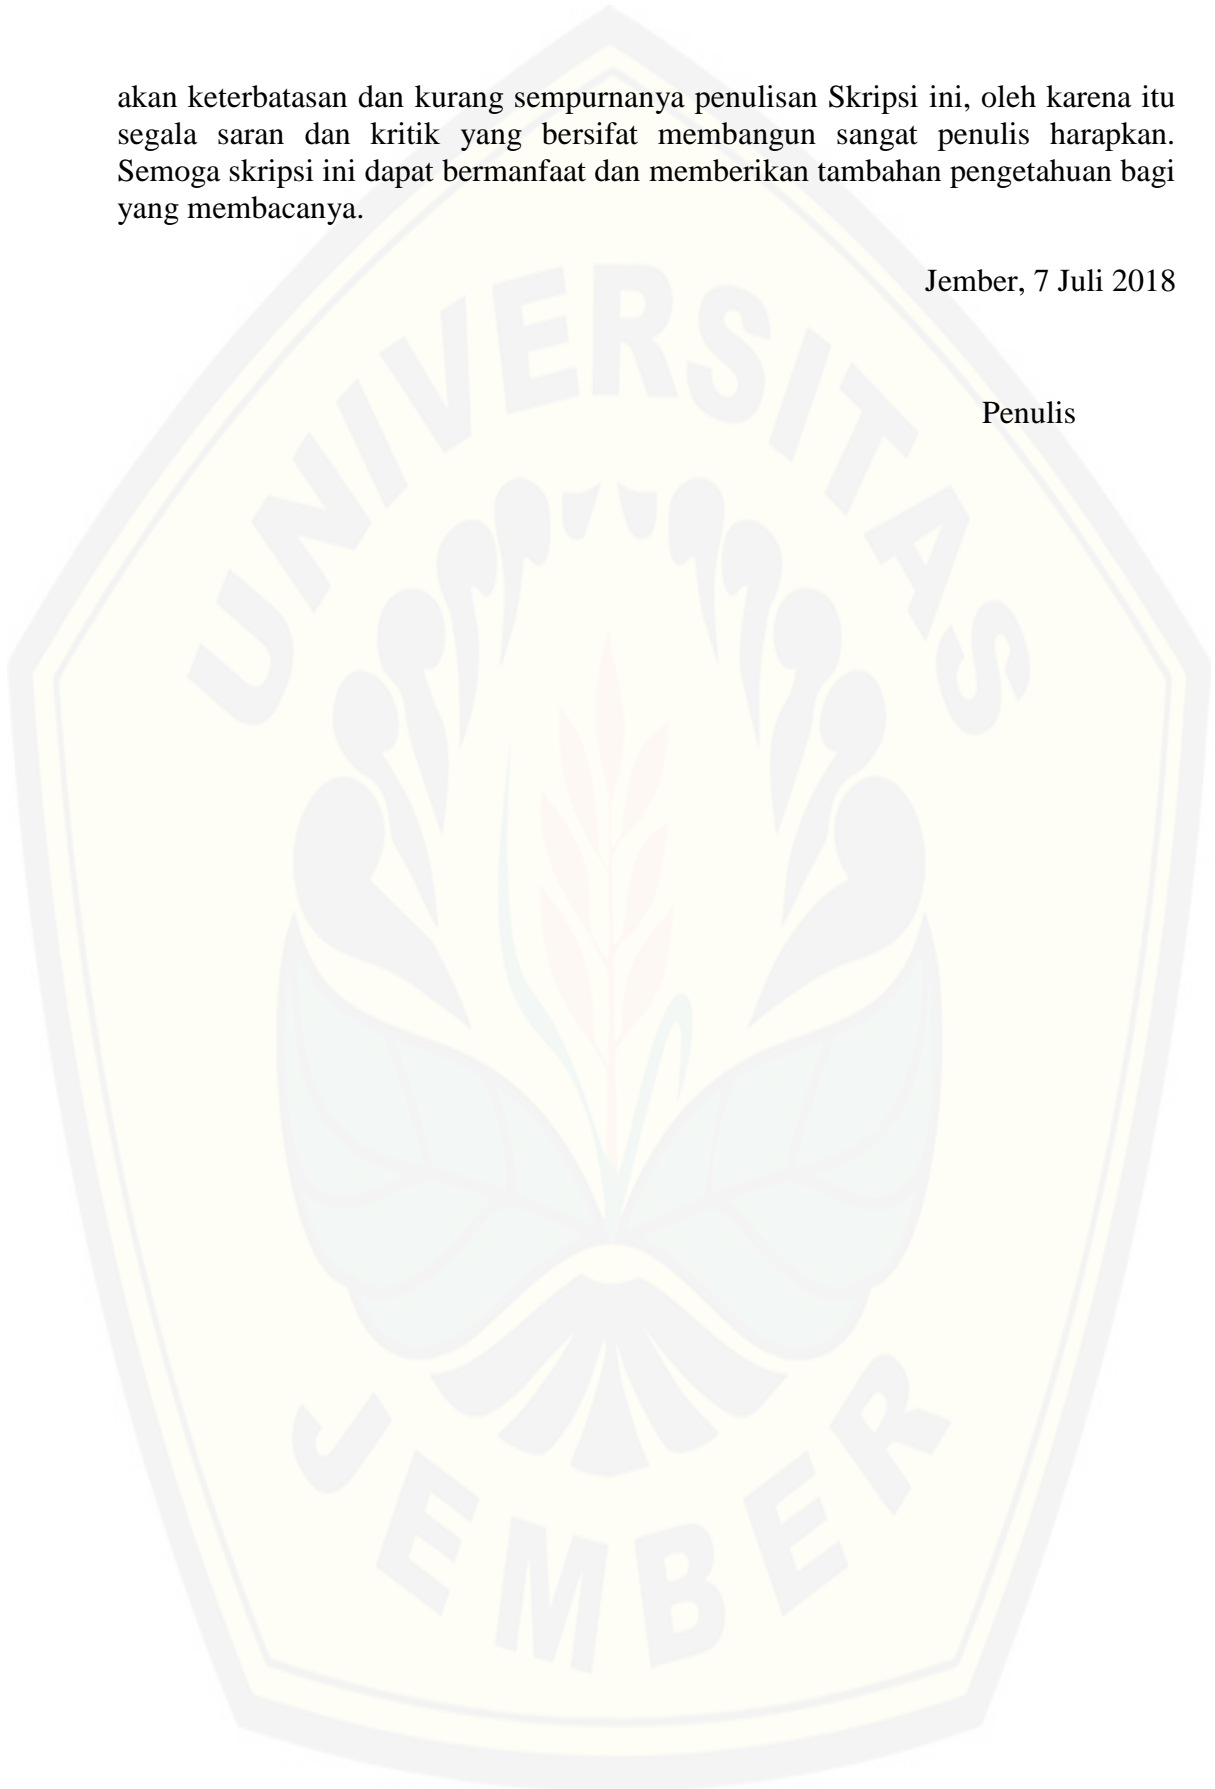 akan keterbatasan dan kurang sempurnanya penulisan Skripsi ini, oleh karena itu
segala saran dan kritik yang bersifat membangun sangat penulis harapkan.
Semoga skripsi ini dapat bermanfaat dan memberikan tambahan pengetahuan bagi
yang membacanya.
Jember, 7 Juli 2018
Penulis
UNIVERSITAS
JEMBER